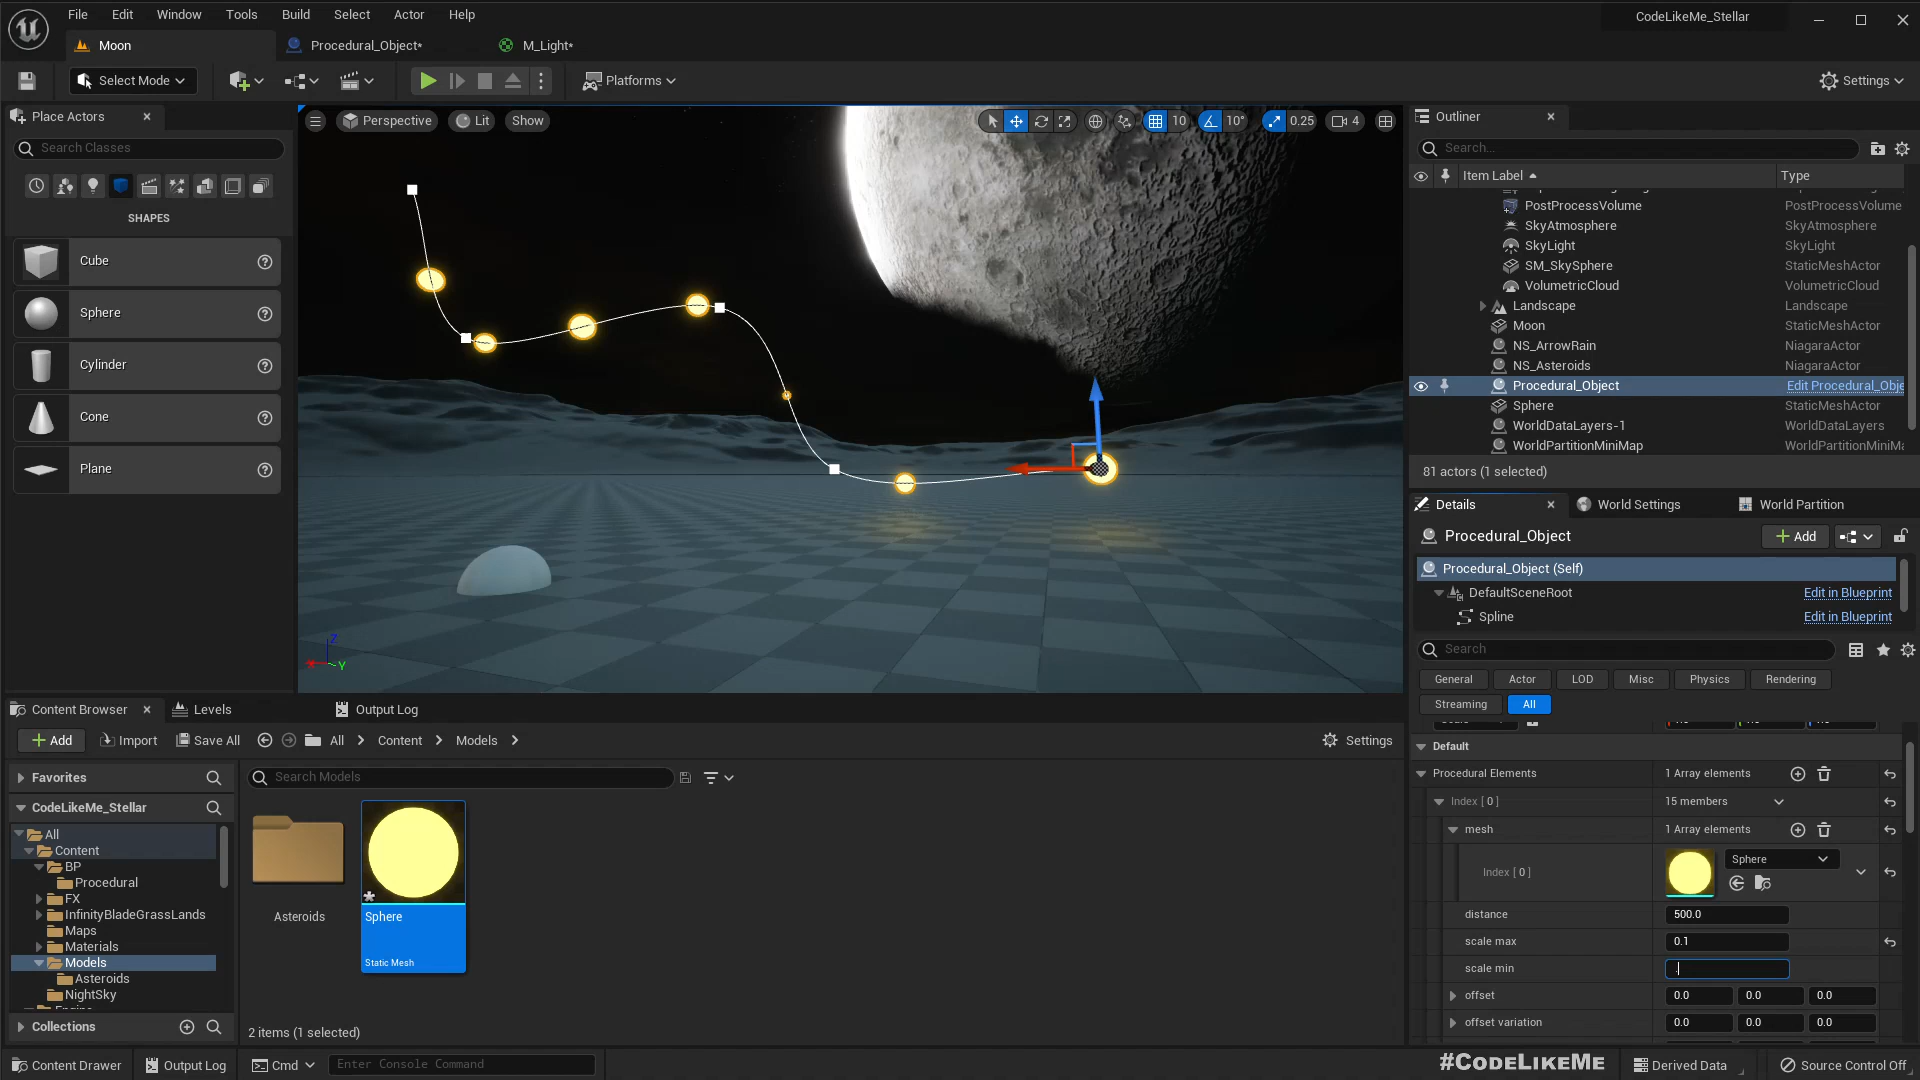 File Edit Window Tools Build Select Actor Help
CodeLikeMe_Stellar
Moon
Procedural_Object*
M_Light*
Select Mode
Platforms
Settings
Place Actors
Search Classes
SHAPES
Cube
Sphere
Cylinder
Cone
Plane
Perspective
Lit
Show
10
10°
0.25
4
Z
X
Y
Outliner
Search...
Item Label
Type
PostProcessVolume PostProcessVolume
SkyAtmosphere SkyAtmosphere
SkyLight SkyLight
SM_SkySphere StaticMeshActor
VolumetricCloud VolumetricCloud
Landscape Landscape
Moon StaticMeshActor
NS_ArrowRain NiagaraActor
NS_Asteroids NiagaraActor
Procedural_Object Edit Procedural_Obje
Sphere StaticMeshActor
WorldDataLayers-1 WorldDataLayers
WorldPartitionMiniMap WorldPartitionMiniMa
81 actors (1 selected)
Details
World Settings
World Partition
Procedural_Object
Add
Procedural_Object (Self)
DefaultSceneRoot Edit in Blueprint
Spline Edit in Blueprint
Search
General Actor LOD Misc Physics Rendering
Streaming All
Default
Procedural Elements 1 Array elements
Index [ 0 ] 15 members
mesh 1 Array elements
Index [ 0 ] Sphere
distance 500.0
scale max 0.1
scale min .
offset 0.0 0.0 0.0
offset variation 0.0 0.0 0.0
Content Browser
Levels
Output Log
Add
Import
Save All
All
Content
Models
Settings
Favorites
CodeLikeMe_Stellar
All
Content
BP
Procedural
FX
InfinityBladeGrassLands
Maps
Materials
Models
Asteroids
NightSky
Collections
Search Models
Asteroids
Sphere
Static Mesh
2 items (1 selected)
Content Drawer
Output Log
Cmd
Enter Console Command
#CODELIKEME
Derived Data
Source Control Off